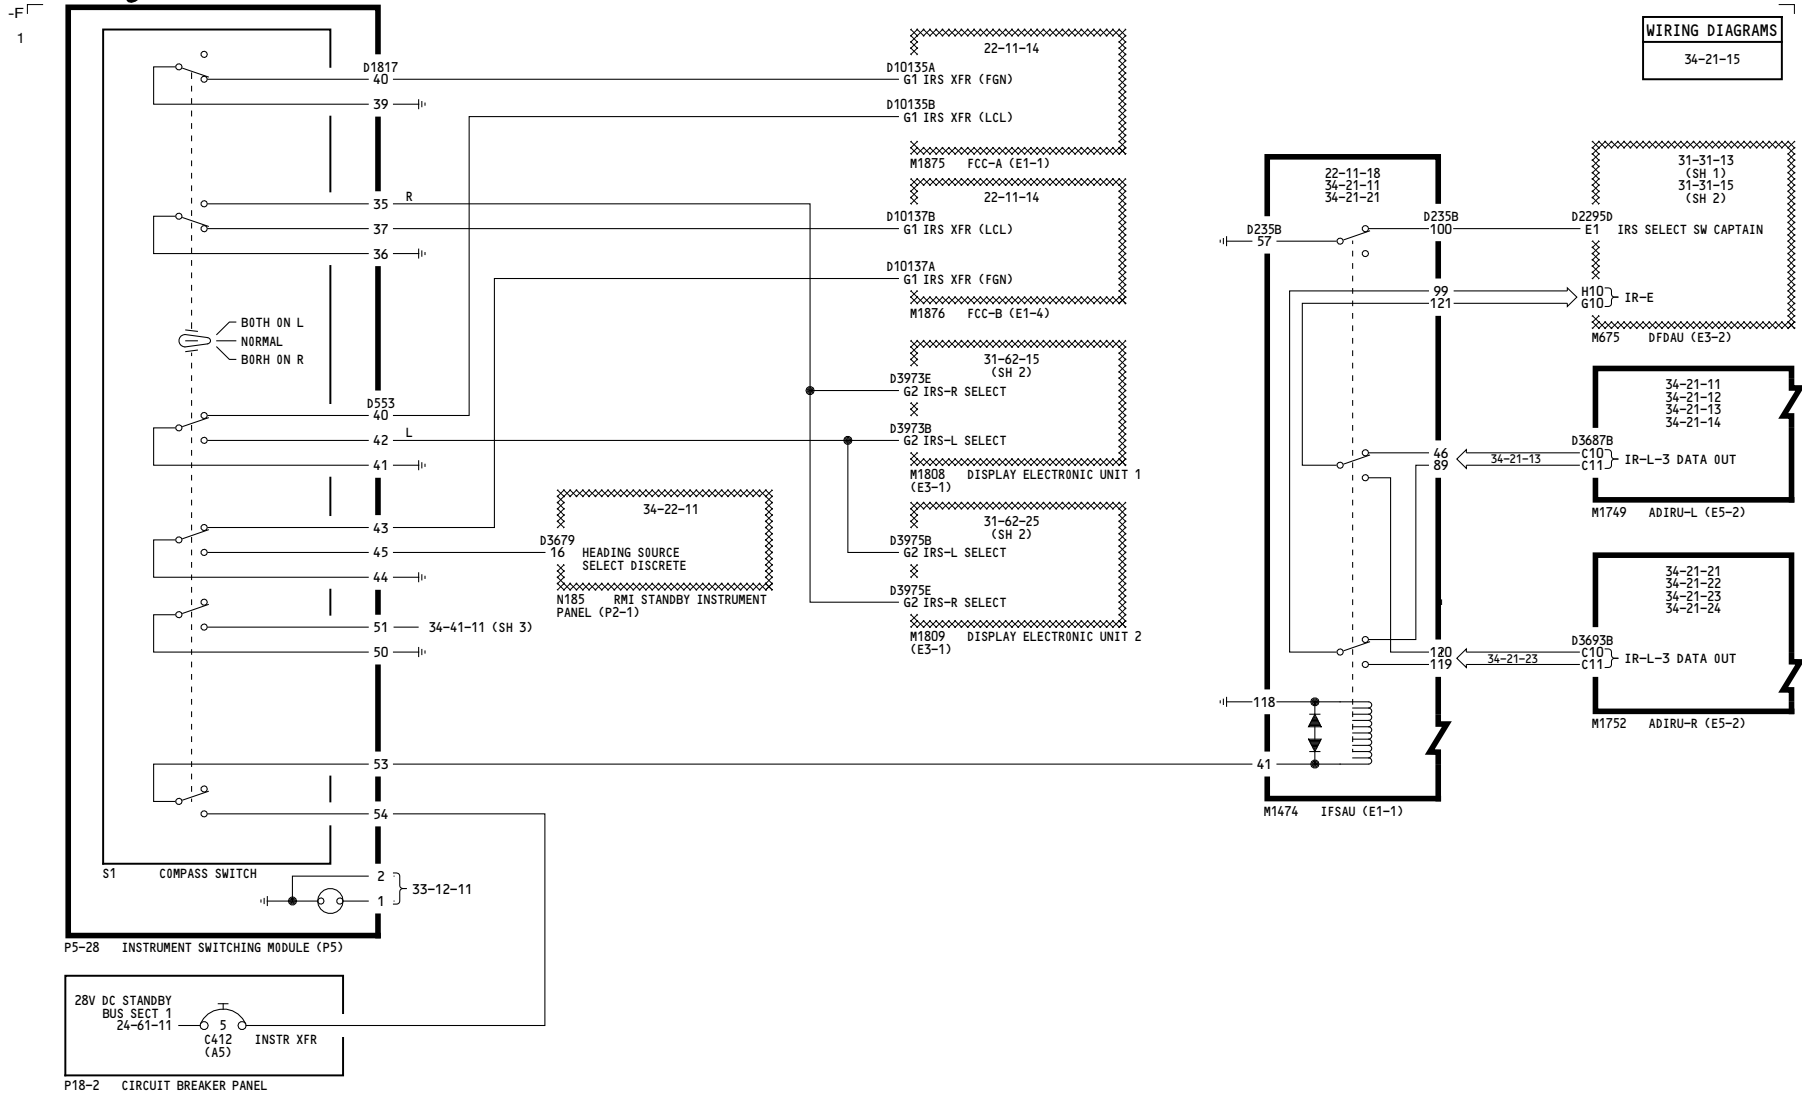 -F
1
WIRING DIAGRAMS
34-21-15
D1817
40
39
35 R
37
36
BOTH ON L
NORMAL
BORH ON R
D553
40
42 L
41
43
45
44
51 34-41-11 (SH 3)
50
53
54
2
1
33-12-11
S1 COMPASS SWITCH
P5-28 INSTRUMENT SWITCHING MODULE (P5)
28V DC STANDBY
BUS SECT 1
24-61-11
5
C412
(A5)
INSTR XFR
P18-2 CIRCUIT BREAKER PANEL
34-22-11
D3679
16 HEADING SOURCE
SELECT DISCRETE
N185 RMI STANDBY INSTRUMENT
PANEL (P2-1)
22-11-14
D10135A
G1 IRS XFR (FGN)
D10135B
G1 IRS XFR (LCL)
M1875 FCC-A (E1-1)
22-11-14
D10137B
G1 IRS XFR (LCL)
D10137A
G1 IRS XFR (FGN)
M1876 FCC-B (E1-4)
31-62-15
(SH 2)
D3973E
G2 IRS-R SELECT
D3973B
G2 IRS-L SELECT
M1808 DISPLAY ELECTRONIC UNIT 1
(E3-1)
31-62-25
(SH 2)
D3975B
G2 IRS-L SELECT
D3975E
G2 IRS-R SELECT
M1809 DISPLAY ELECTRONIC UNIT 2
(E3-1)
22-11-18
34-21-11
34-21-21
D235B
57
D235B
100
99
121
46
89
120
119
118
41
M1474 IFSAU (E1-1)
34-21-13
34-21-23
31-31-13
(SH 1)
31-31-15
(SH 2)
D2295D
E1 IRS SELECT SW CAPTAIN
H10
G10
IR-E
M675 DFDAU (E3-2)
34-21-11
34-21-12
34-21-13
34-21-14
D3687B
C10
C11
IR-L-3 DATA OUT
M1749 ADIRU-L (E5-2)
34-21-21
34-21-22
34-21-23
34-21-24
D3693B
C10
C11
IR-L-3 DATA OUT
M1752 ADIRU-R (E5-2)